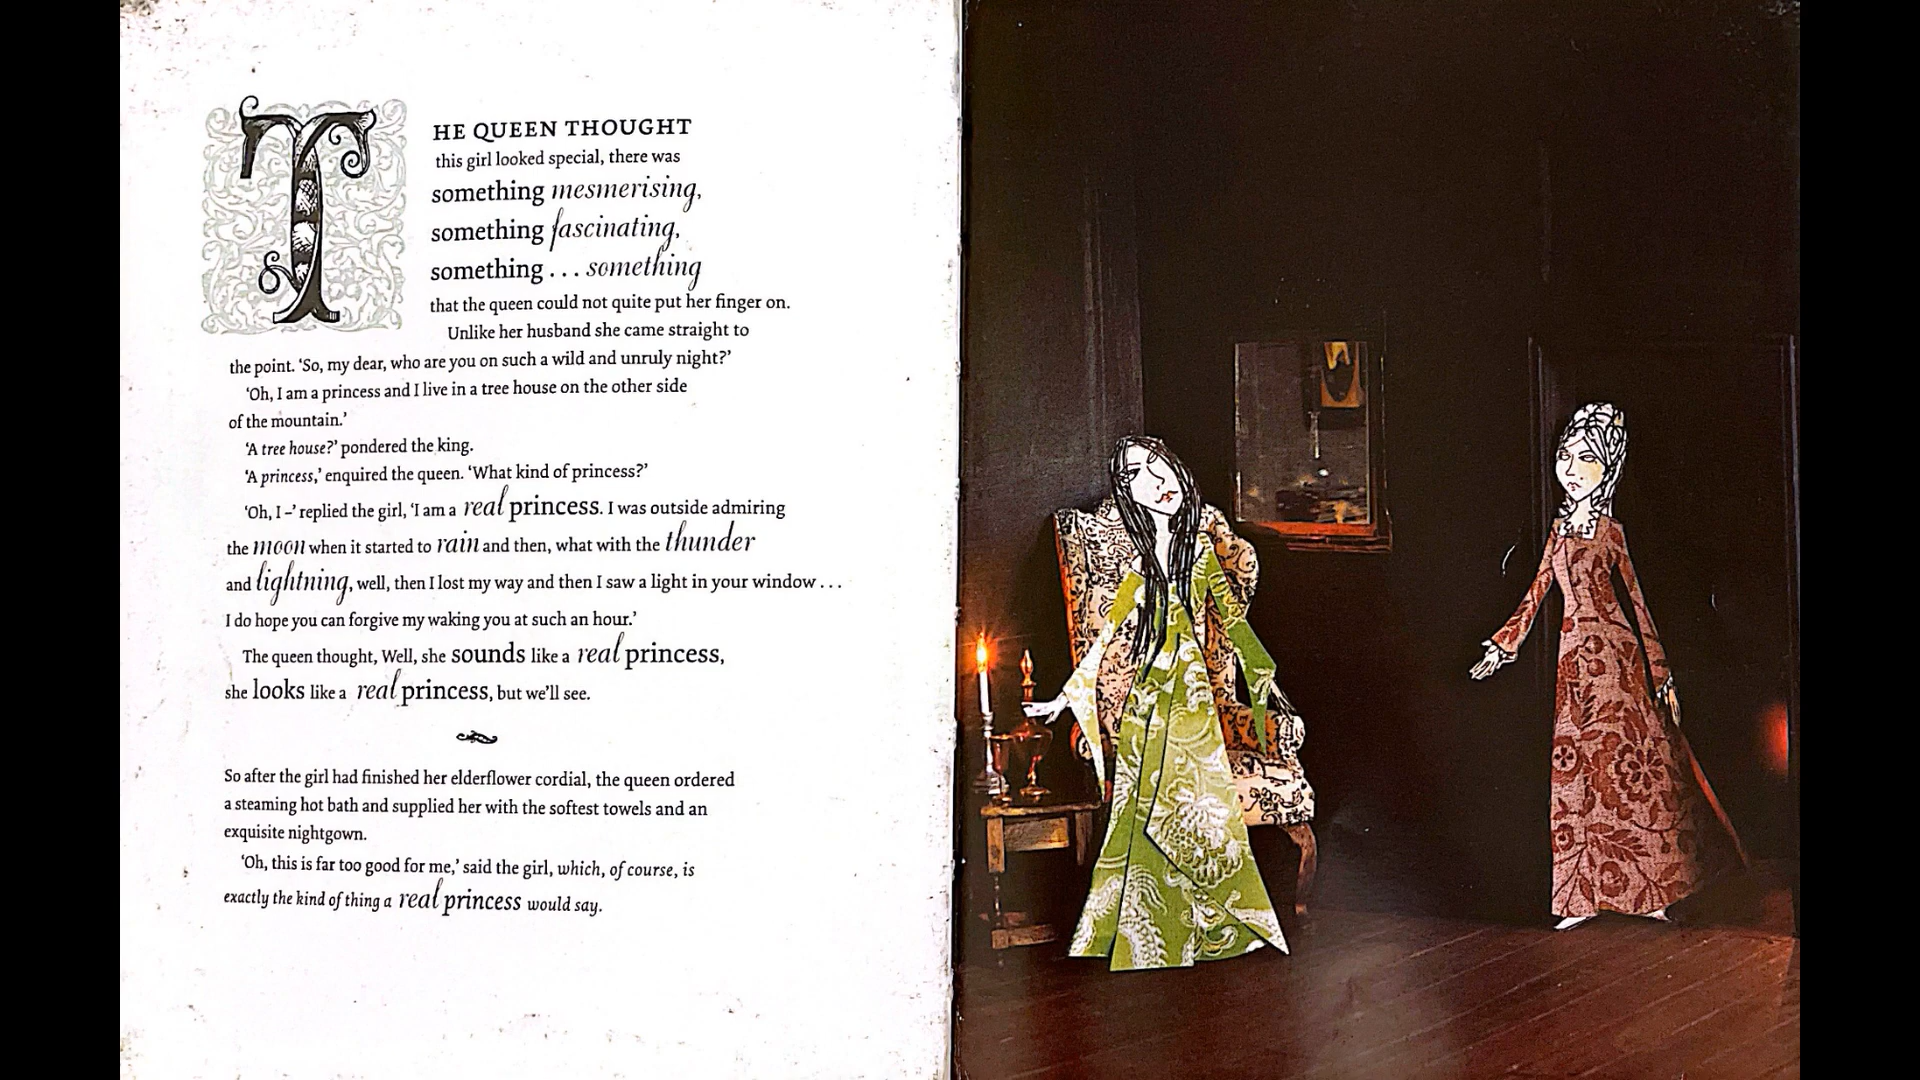 THE QUEEN THOUGHT
this girl looked special, there was
something mesmerising,
something fascinating,
something . . . something
that the queen could not quite put her finger on.
Unlike her husband she came straight to
the point. ‘So, my dear, who are you on such a wild and unruly night?’
‘Oh, I am a princess and I live in a tree house on the other side
of the mountain.’
‘A tree house?’ pondered the king.
‘A princess,’ enquired the queen. ‘What kind of princess?’
‘Oh, I –’ replied the girl, ‘I am a real princess. I was outside admiring
the moon when it started to rain and then, what with the thunder
and lightning, well, then I lost my way and then I saw a light in your window . . .
I do hope you can forgive my waking you at such an hour.’
The queen thought, Well, she sounds like a real princess,
she looks like a real princess, but we’ll see.
So after the girl had finished her elderflower cordial, the queen ordered
a steaming hot bath and supplied her with the softest towels and an
exquisite nightgown.
‘Oh, this is far too good for me,’ said the girl, which, of course, is
exactly the kind of thing a real princess would say.